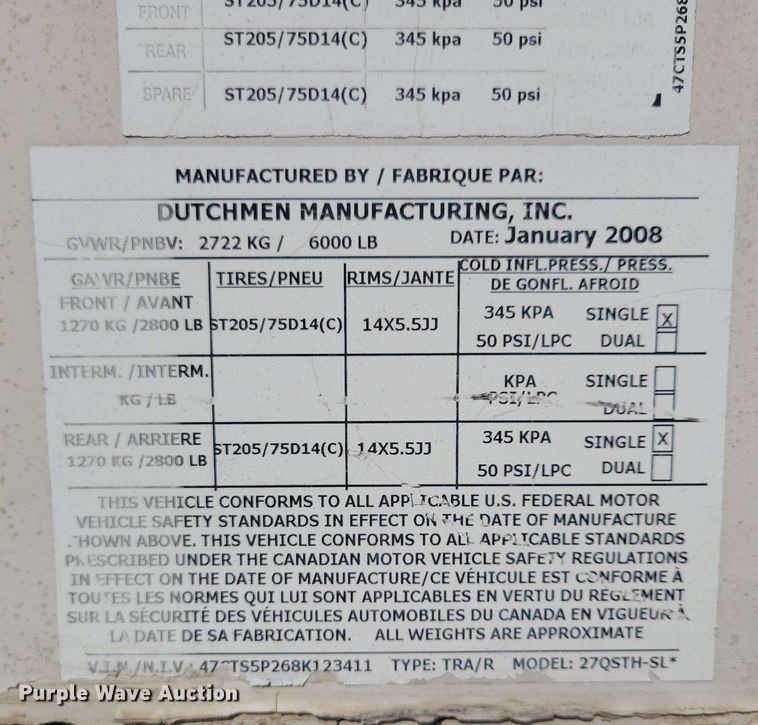 FRONT ST205/75D14(C) 345 kpa 50 psi
REAR ST205/75D14(C) 345 kpa 50 psi
SPARE ST205/75D14(C) 345 kpa 50 psi
47CTS5P268
MANUFACTURED BY / FABRIQUE PAR:
DUTCHMEN MANUFACTURING, INC.
GVWR/PNBV: 2722 KG / 6000 LB DATE: January 2008
GAWR/PNBE TIRES/PNEU RIMS/JANTE COLD INFL.PRESS./ PRESS.
DE GONFL. AFROID
FRONT / AVANT 345 KPA SINGLE X
1270 KG /2800 LB ST205/75D14(C) 14X5.5JJ
50 PSI/LPC DUAL
INTERM. /INTERM. KPA SINGLE
KG / LB PSI/LPC DUAL
REAR / ARRIERE 345 KPA SINGLE X
1270 KG /2800 LB ST205/75D14(C) 14X5.5JJ
50 PSI/LPC DUAL
THIS VEHICLE CONFORMS TO ALL APPLICABLE U.S. FEDERAL MOTOR
VEHICLE SAFETY STANDARDS IN EFFECT ON THE DATE OF MANUFACTURE
SHOWN ABOVE. THIS VEHICLE CONFORMS TO ALL APPLICABLE STANDARDS
PRESCRIBED UNDER THE CANADIAN MOTOR VEHICLE SAFETY REGULATIONS
IN EFFECT ON THE DATE OF MANUFACTURE/CE VÉHICULE EST CONFORME À
TOUTES LES NORMES QUI LUI SONT APPLICABLES EN VERTU DU RÉGLEMENT
SUR LA SÉCURITÉ DES VÉHICULES AUTOMOBILES DU CANADA EN VIGUEUR À
LA DATE DE SA FABRICATION. ALL WEIGHTS ARE APPROXIMATE
V.I.N./N.I.V.: 47CTS5P268K123411 TYPE: TRA/R MODEL: 27QSTH-SL*
Purple Wave Auction